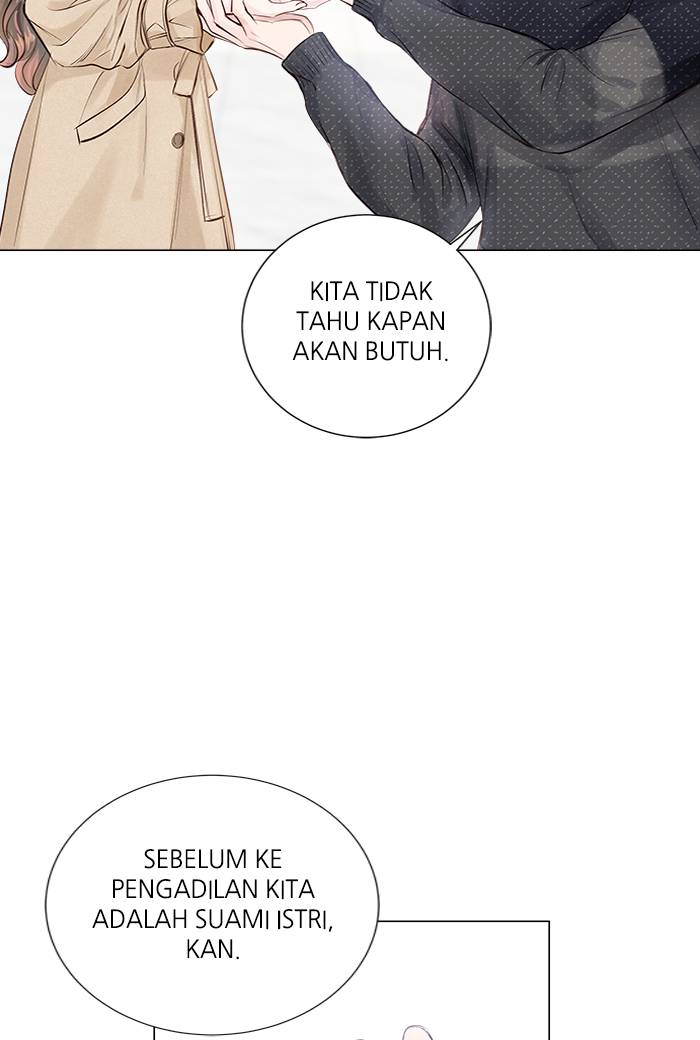 KITA TIDAK
TAHU KAPAN
AKAN BUTUH.
SEBELUM KE
PENGADILAN KITA
ADALAH SUAMI ISTRI,
KAN.